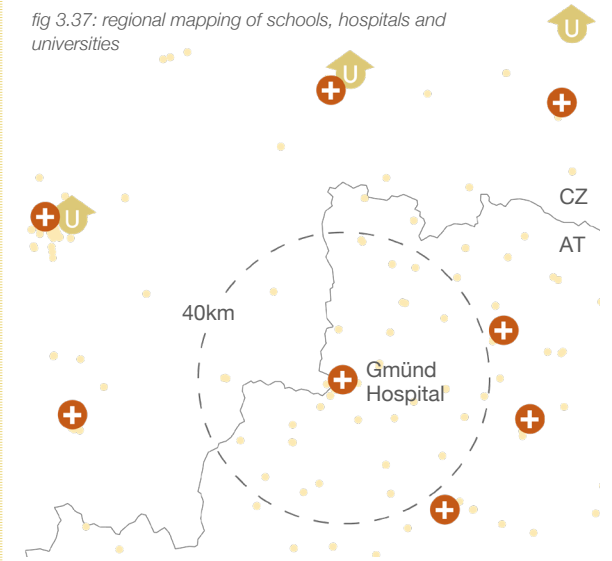 fig 3.37: regional mapping of schools, hospitals and
universities
U
U
CZ
U
AT
40km
Gmünd
Hospital